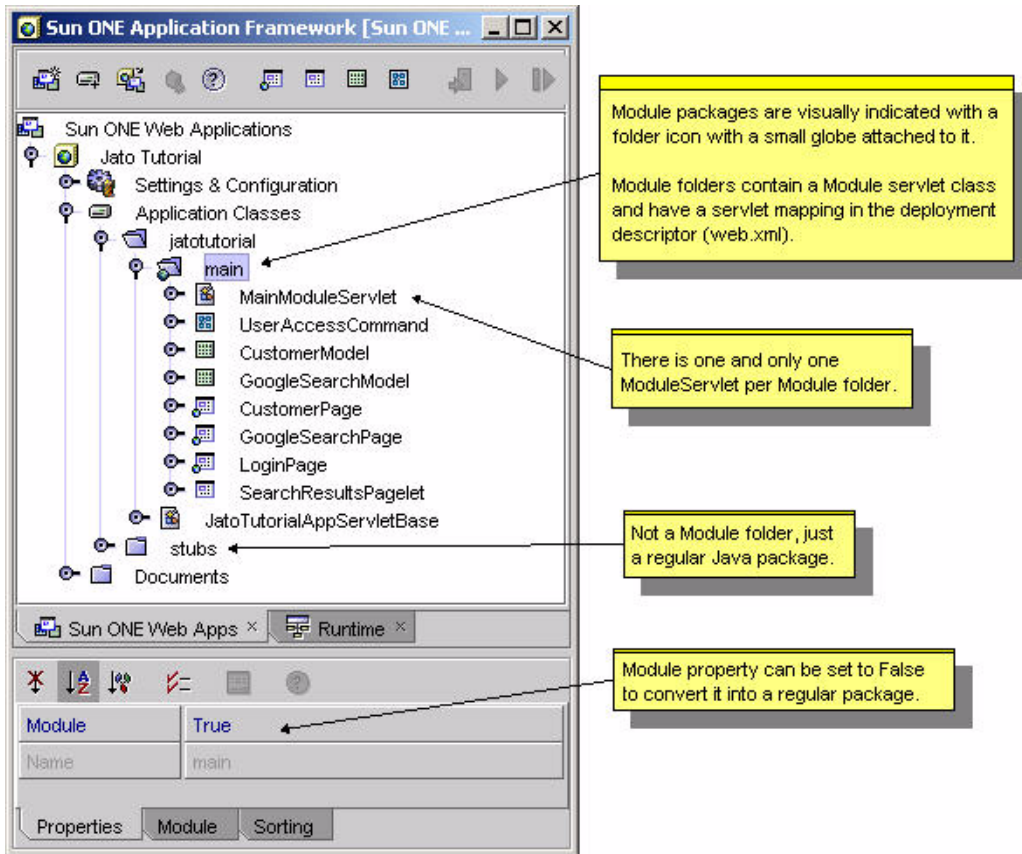 Sun ONE Application Framework [Sun ONE ...
Sun ONE Web Applications
Jato Tutorial
Settings & Configuration
Application Classes
jatotutorial
main
MainModuleServlet
UserAccessCommand
CustomerModel
GoogleSearchModel
CustomerPage
GoogleSearchPage
LoginPage
SearchResultsPagelet
JatoTutorialAppServletBase
stubs
Documents
Sun ONE Web Apps
Runtime
Module
True
Name
main
Properties
Module
Sorting
Module packages are visually indicated with a
folder icon with a small globe attached to it.
Module folders contain a Module servlet class
and have a servlet mapping in the deployment
descriptor (web.xml).
There is one and only one
ModuleServlet per Module folder.
Not a Module folder, just
a regular Java package.
Module property can be set to False
to convert it into a regular package.